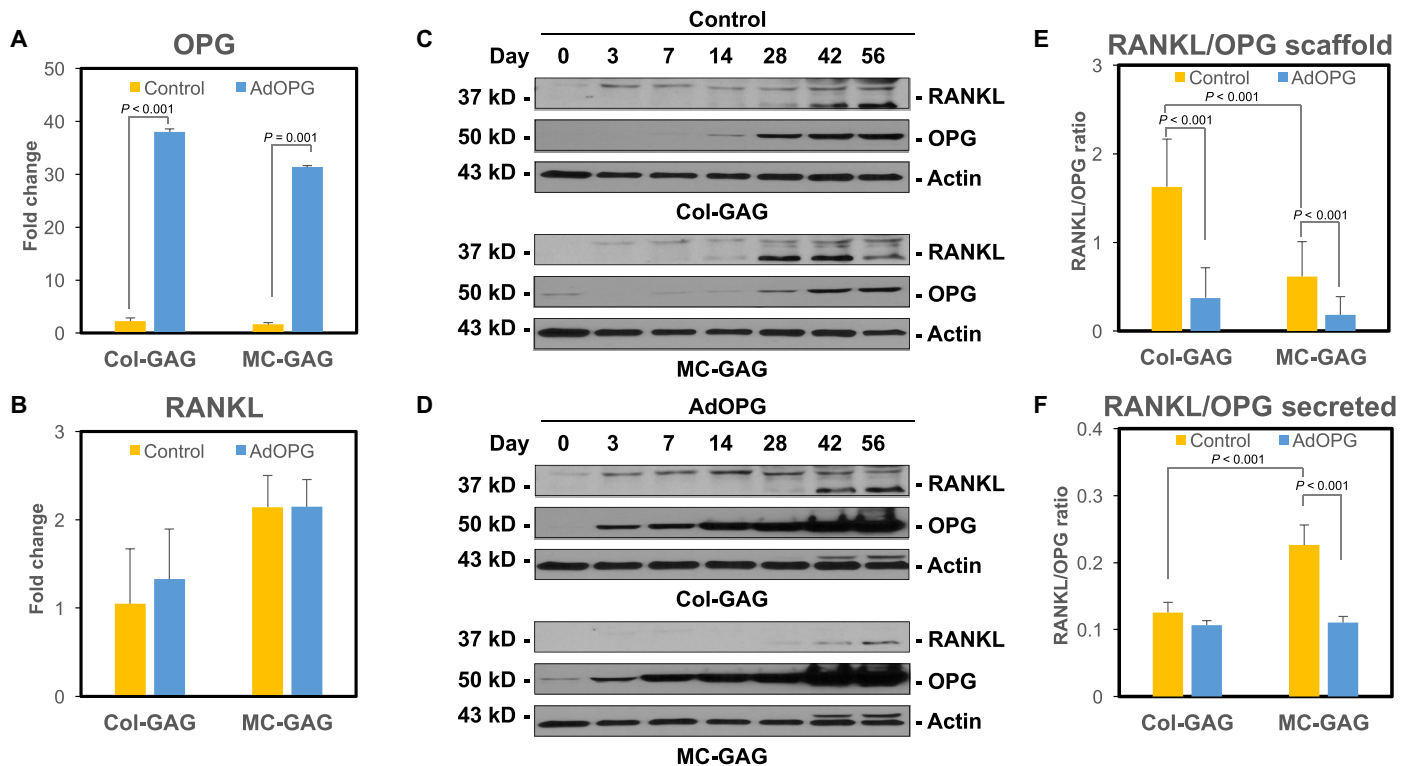 A
OPG
Control AdOPG
50
40
30
20
10
0
Fold change
P < 0.001
P = 0.001
Col-GAG MC-GAG
B
RANKL
Control AdOPG
3
2
1
0
Fold change
Col-GAG MC-GAG
C
Control
Day 0 3 7 14 28 42 56
37 kD - - RANKL
50 kD - - OPG
43 kD - - Actin
Col-GAG
37 kD - - RANKL
50 kD - - OPG
43 kD - - Actin
MC-GAG
D
AdOPG
Day 0 3 7 14 28 42 56
37 kD - - RANKL
50 kD - - OPG
43 kD - - Actin
Col-GAG
37 kD - - RANKL
50 kD - - OPG
43 kD - - Actin
MC-GAG
E
RANKL/OPG scaffold
Control AdOPG
3
2
1
0
RANKL/OPG ratio
P < 0.001
P < 0.001
P < 0.001
Col-GAG MC-GAG
F
RANKL/OPG secreted
Control AdOPG
0.4
0.3
0.2
0.1
0
RANKL/OPG ratio
P < 0.001
P < 0.001
Col-GAG MC-GAG